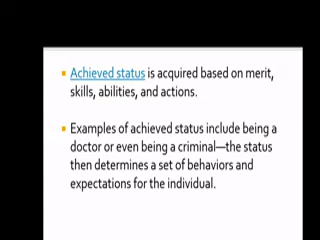 Achieved status is acquired based on merit,
skills, abilities, and actions.
Examples of achieved status include being a
doctor or even being a criminal—the status
then determines a set of behaviors and
expectations for the individual.